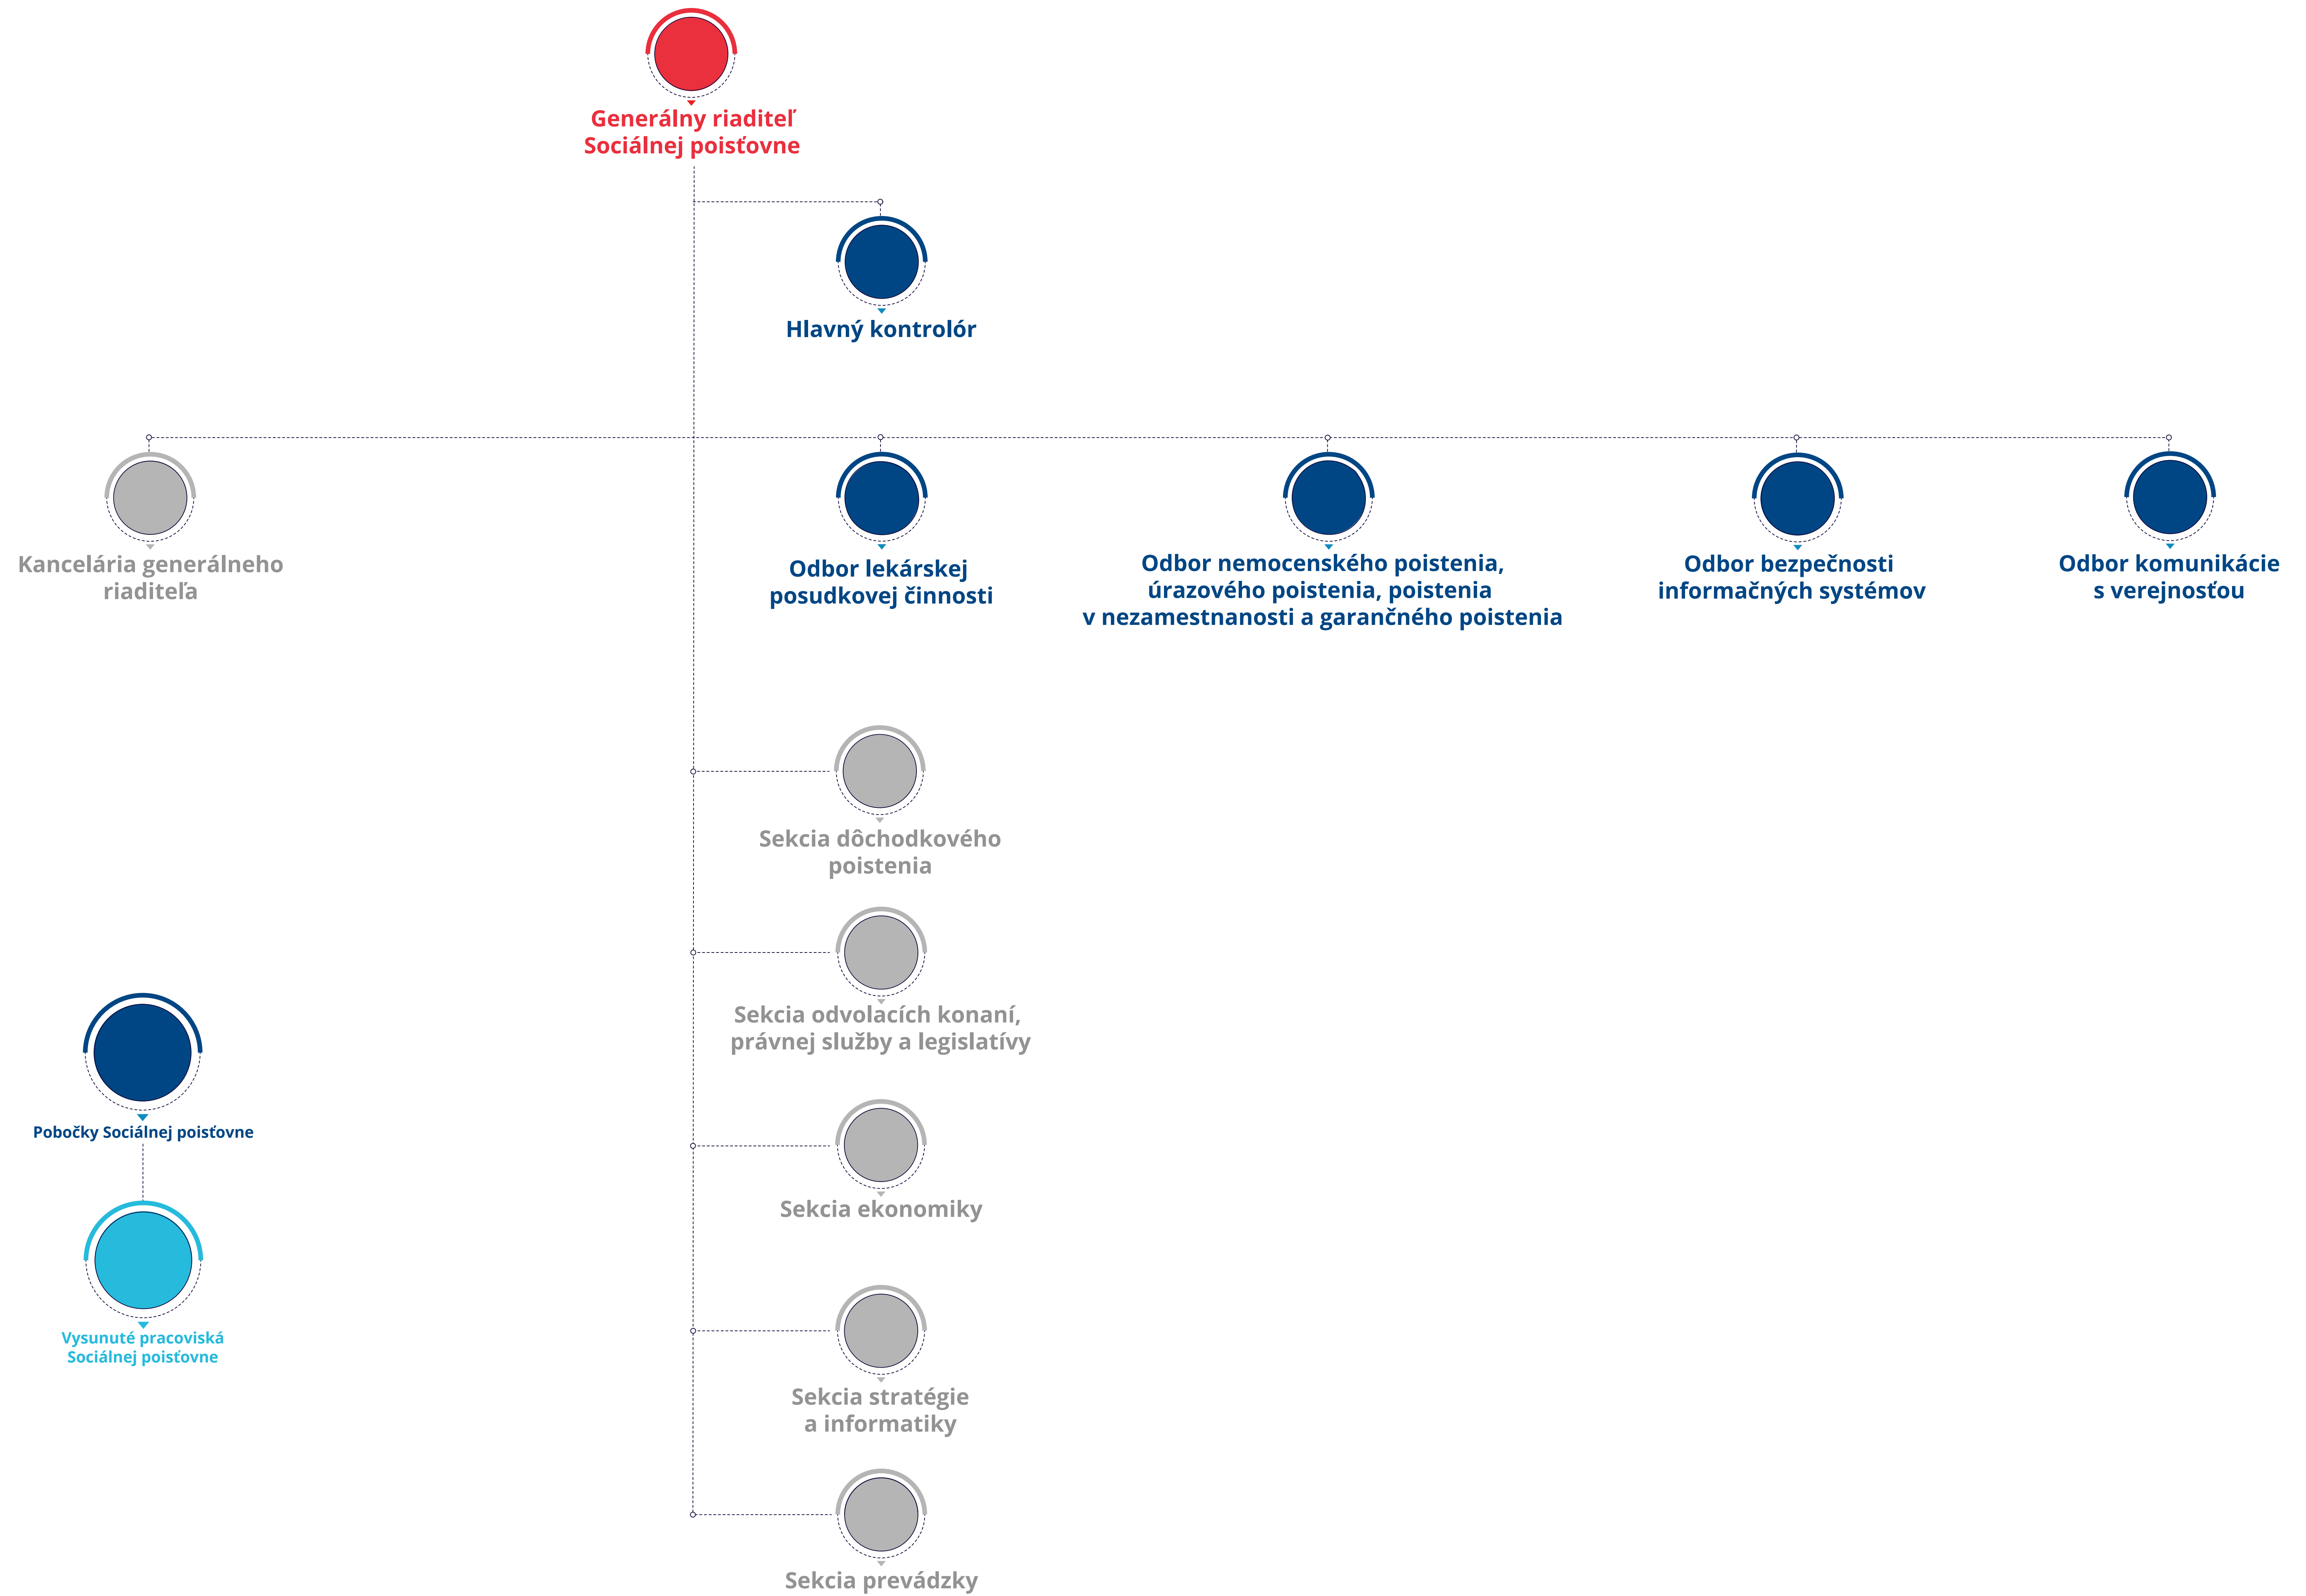 Generálny riaditeľ
Sociálnej poisťovne
Hlavný kontrolór
Kancelária generálneho
riaditeľa
Odbor lekárskej
posudkovej činnosti
Odbor nemocenského poistenia,
úrazového poistenia, poistenia
v nezamestnanosti a garančného poistenia
Odbor bezpečnosti
informačných systémov
Odbor komunikácie
s verejnosťou
Sekcia dôchodkového
poistenia
Sekcia odvolacích konaní,
právnej služby a legislatívy
Sekcia ekonomiky
Sekcia stratégie
a informatiky
Sekcia prevádzky
Pobočky Sociálnej poisťovne
Vysunuté pracoviská
Sociálnej poisťovne